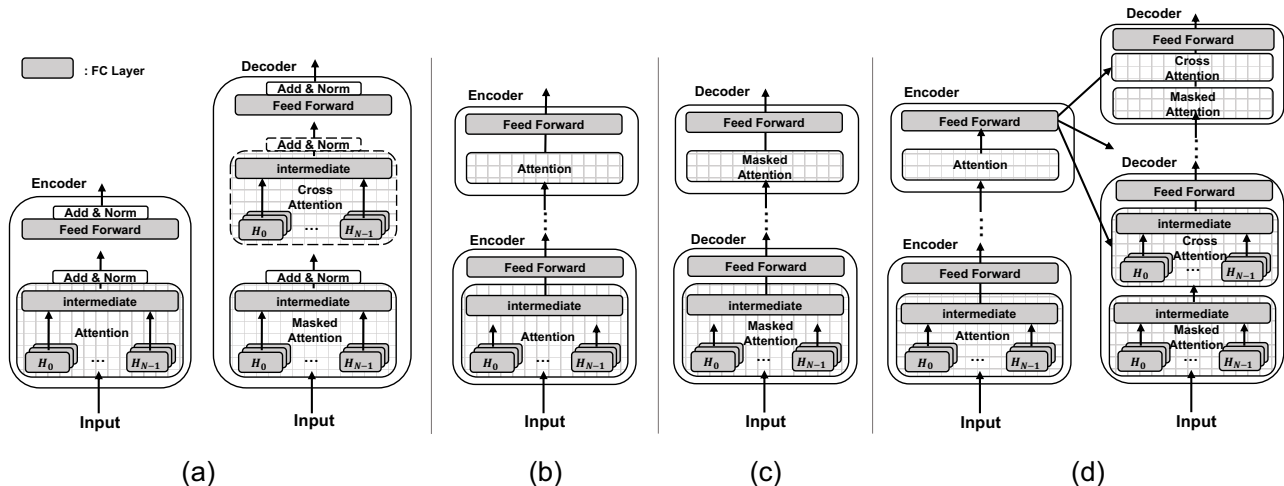 : FC Layer
Encoder
Add & Norm
Feed Forward
Add & Norm
intermediate
Attention
H0 ... HN−1
Input
Decoder
Add & Norm
Feed Forward
Add & Norm
intermediate
Cross
Attention
H0 ... HN−1
Add & Norm
intermediate
Masked
Attention
H0 ... HN−1
Input
(a)
Encoder
Feed Forward
Attention
...
Encoder
Feed Forward
intermediate
Attention
H0 ... HN−1
Input
(b)
Decoder
Feed Forward
Masked
Attention
...
Decoder
Feed Forward
intermediate
Masked
Attention
H0 ... HN−1
Input
(c)
Encoder
Feed Forward
Attention
...
Encoder
Feed Forward
intermediate
Attention
H0 ... HN−1
Input
Decoder
Feed Forward
Cross
Attention
Masked
Attention
...
Decoder
Feed Forward
intermediate
Cross
Attention
H0 ... HN−1
intermediate
Masked
Attention
H0 ... HN−1
Input
(d)